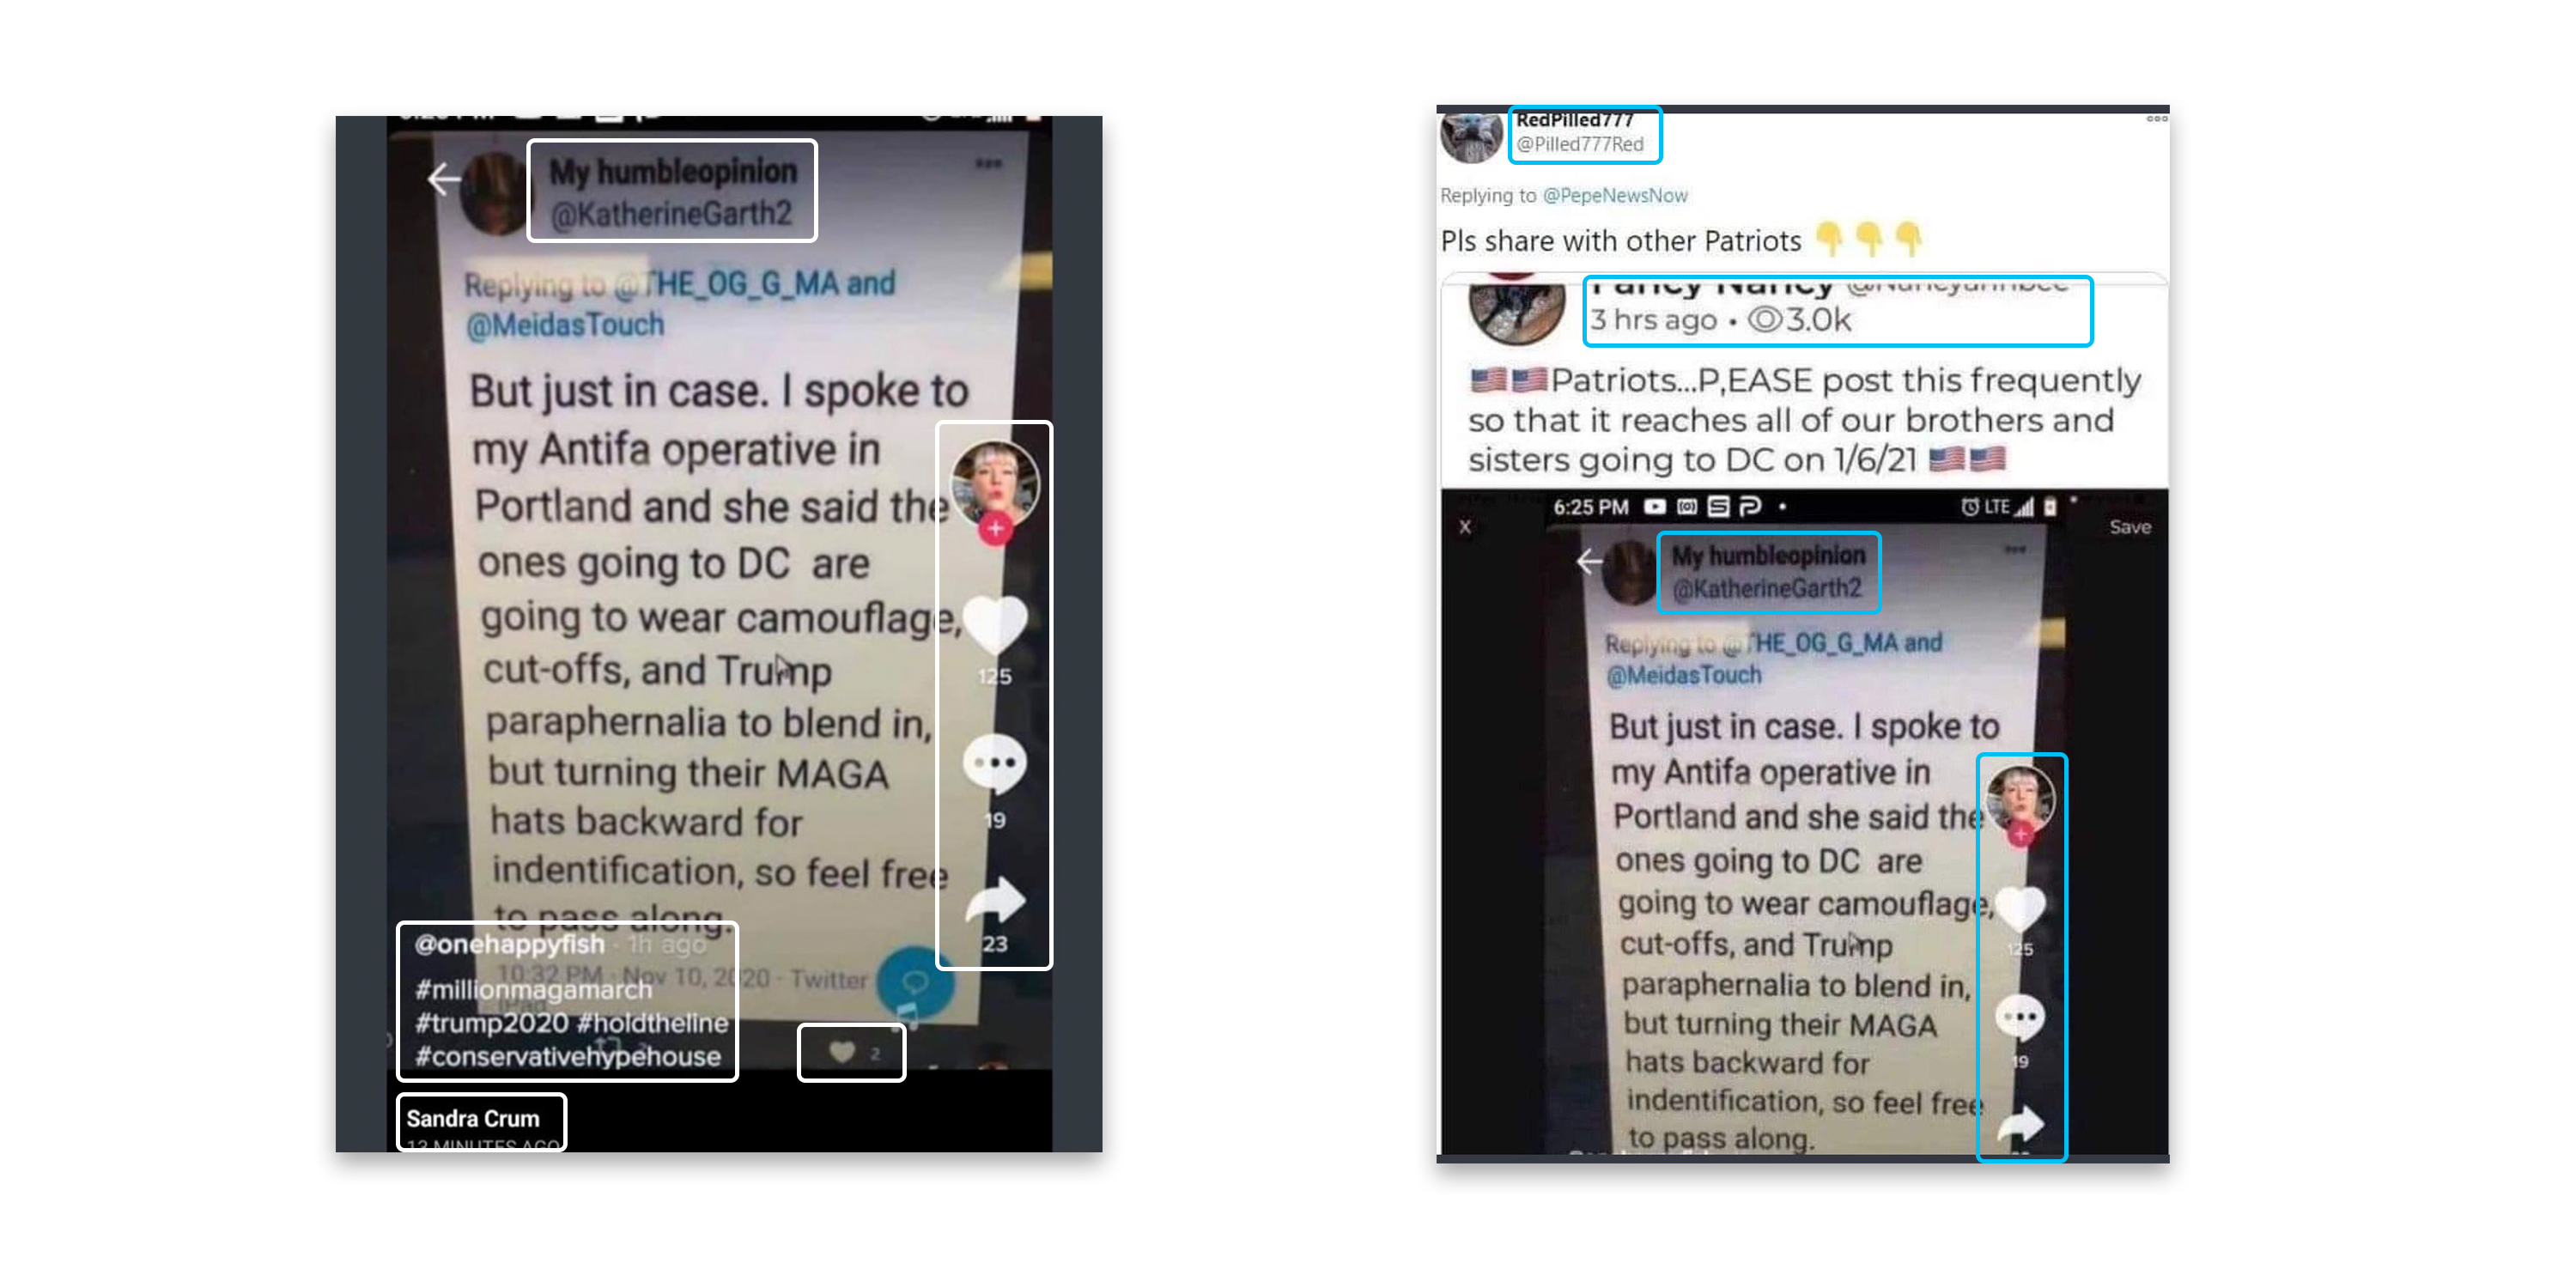 My humbleopinion
@KatherineGarth2
Replying to @THE_OG_G_MA and
@MeidasTouch
But just in case. I spoke to
my Antifa operative in
Portland and she said the
ones going to DC are
going to wear camouflage,
cut-offs, and Trump
paraphernalia to blend in,
but turning their MAGA
hats backward for
indentification, so feel free
to pass along.
125
19
23
@onehappyfish · 1h ago
10:32 PM · Nov 10, 2020 · Twitter
#millionmagamarch
iPad
#trump2020 #holdtheline
#conservativehypehouse
2
Sandra Crum
12 MINUTES AGO
RedPilled777
@Pilled777Red
Replying to @PepeNewsNow
Pls share with other Patriots 👇👇👇
Fancy Nancy
3 hrs ago • 3.0k
🇺🇸🇺🇸Patriots...P,EASE post this frequently
so that it reaches all of our brothers and
sisters going to DC on 1/6/21 🇺🇸🇺🇸
6:25 PM
LTE
X
Save
My humbleopinion
@KatherineGarth2
Replying to @THE_OG_G_MA and
@MeidasTouch
But just in case. I spoke to
my Antifa operative in
Portland and she said the
ones going to DC are
going to wear camouflage,
cut-offs, and Trump
paraphernalia to blend in,
but turning their MAGA
hats backward for
indentification, so feel free
to pass along.
125
19